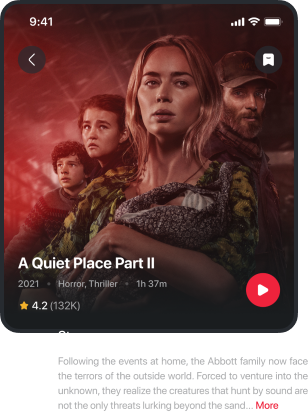 9:41
A Quiet Place Part II
2021 • Horror, Thriller • 1h 37m
4.2 (132K)
Following the events at home, the Abbott family now face
the terrors of the outside world. Forced to venture into the
unknown, they realize the creatures that hunt by sound are
not the only threats lurking beyond the sand... More